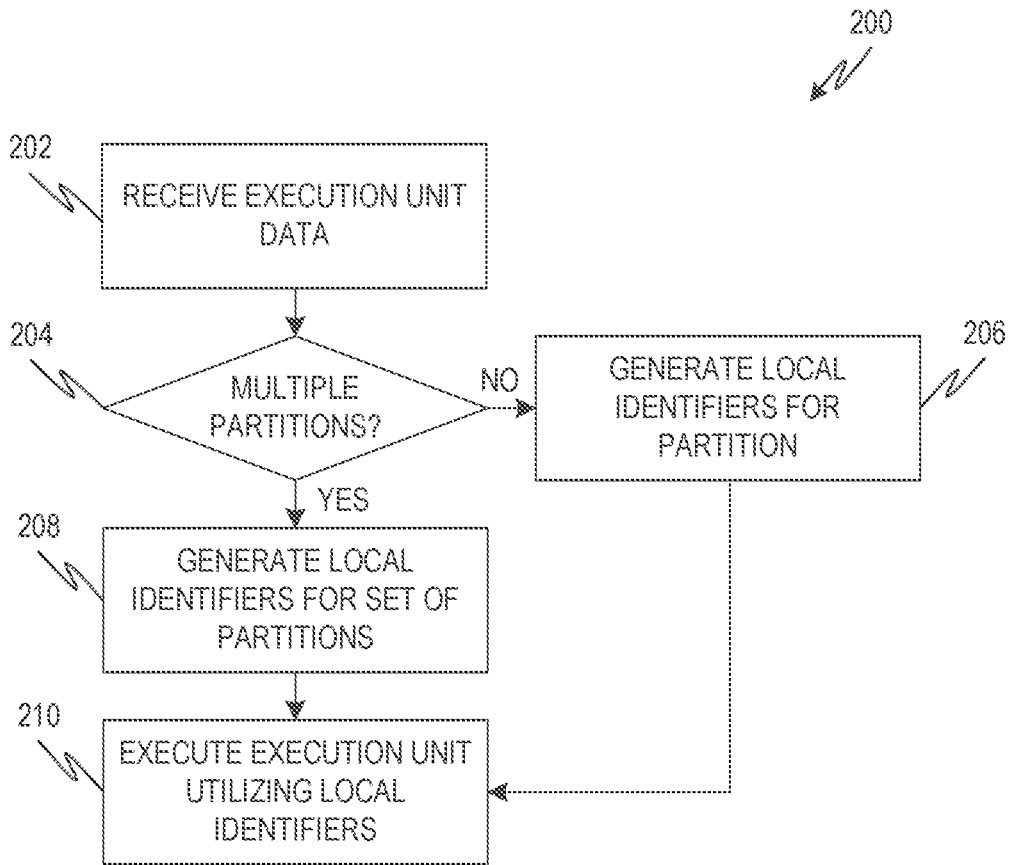 200
202
RECEIVE EXECUTION UNIT
DATA
204
MULTIPLE
PARTITIONS?
NO
206
GENERATE LOCAL
IDENTIFIERS FOR
PARTITION
YES
208
GENERATE LOCAL
IDENTIFIERS FOR SET OF
PARTITIONS
210
EXECUTE EXECUTION UNIT
UTILIZING LOCAL
IDENTIFIERS